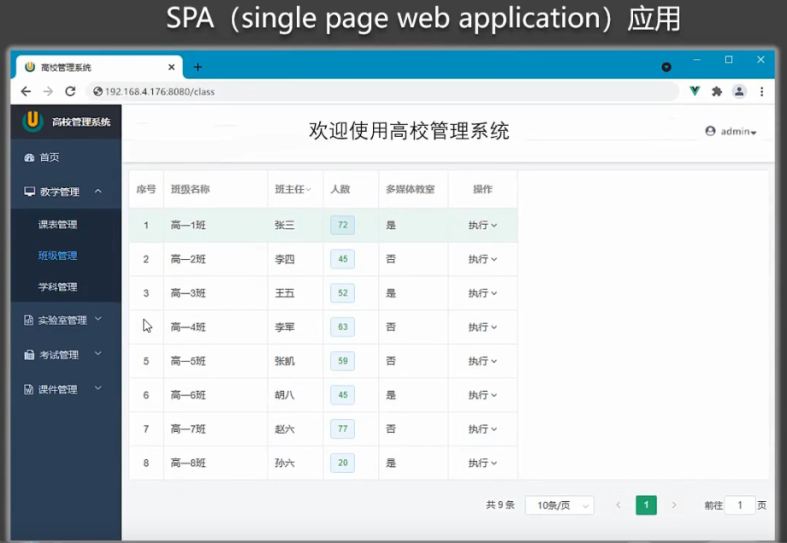 SPA（single page web application）应用
高校管理系统
192.168.4.176:8080/class
高校管理系统
欢迎使用高校管理系统
admin
首页
教学管理
课表管理
班级管理
学科管理
实验室管理
考试管理
课件管理
序号 班级名称 班主任 人数 多媒体教室 操作
1 高一1班 张三 72 是 执行
2 高一2班 李四 45 否 执行
3 高一3班 王五 52 是 执行
高一4班 李军 63 否 执行
5 高一5班 张凯 59 否 执行
6 高一6班 胡八 45 是 执行
7 高一7班 赵六 77 否 执行
8 高一8班 孙六 20 是 执行
共 9 条 10条/页 1 前往 1 页